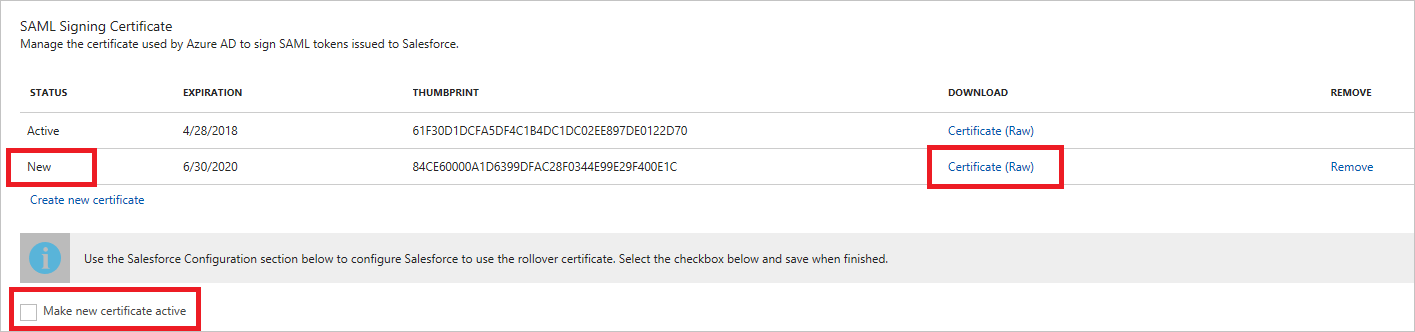 SAML Signing Certificate
Manage the certificate used by Azure AD to sign SAML tokens issued to Salesforce.
STATUS EXPIRATION THUMBPRINT DOWNLOAD REMOVE
Active 4/28/2018 61F30D1DCFA5DF4C1B4DC1DC02EE897DE0122D70 Certificate (Raw)
New 6/30/2020 84CE60000A1D6399DFAC28F0344E99E29F400E1C Certificate (Raw) Remove
Create new certificate
Use the Salesforce Configuration section below to configure Salesforce to use the rollover certificate. Select the checkbox below and save when finished.
Make new certificate active